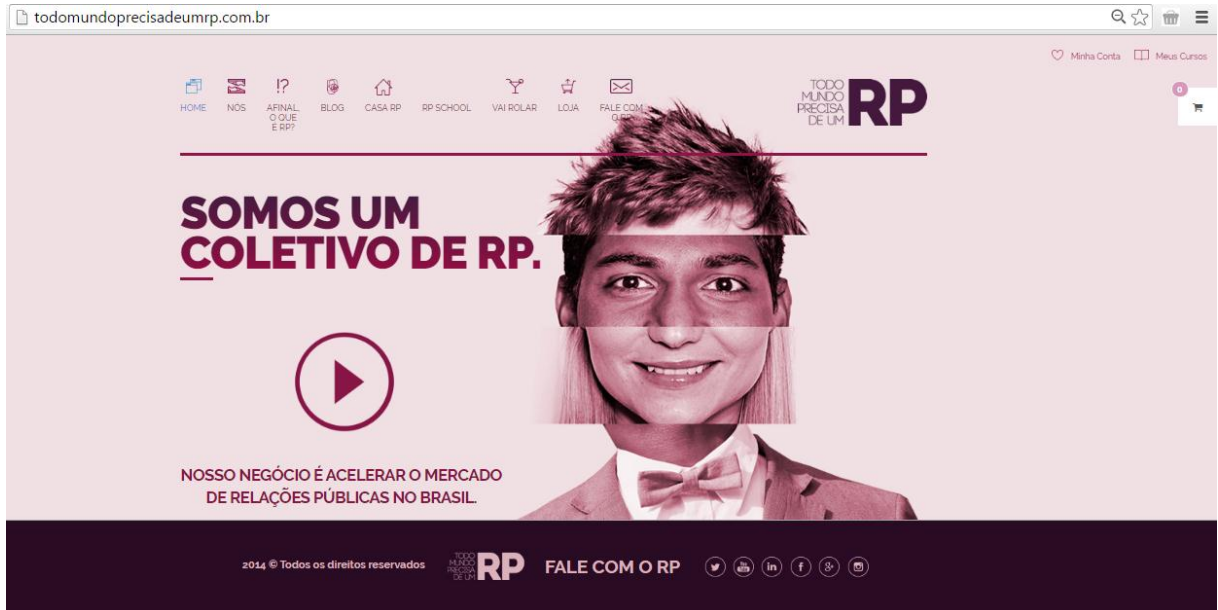 todomundoprecisadeumrp.com.br
Minha Conta Meus Cursos
0
HOME NÓS AFINAL, O QUE É RP? BLOG CASA RP RP SCHOOL VAI ROLAR LOJA FALE COM
TODO
MUNDO
PRECISA
DE UM
RP
SOMOS UM
COLETIVO DE RP.
NOSSO NEGÓCIO É ACELERAR O MERCADO
DE RELAÇÕES PÚBLICAS NO BRASIL.
2014 © Todos os direitos reservados
TODO
MUNDO
PRECISA
DE UM
RP
FALE COM O RP
You
Tube
in
f
g+